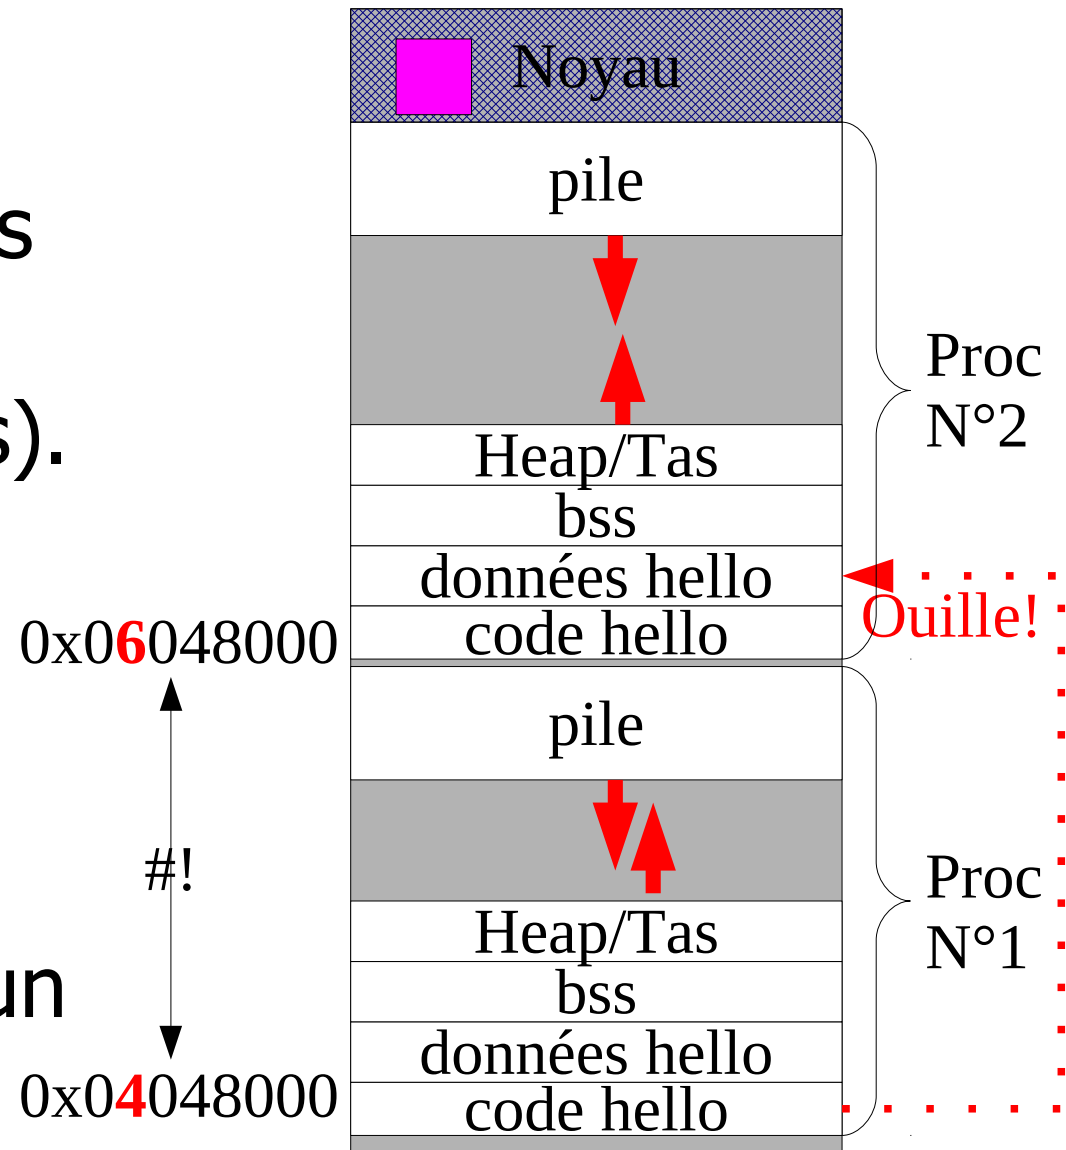 Noyau
pile
s
Proc
N°2
s).
Heap/Tas
bss
données hello
Ouille!
code hello
0x06048000
pile
#!
Proc
N°1
Heap/Tas
un
bss
données hello
0x04048000
code hello